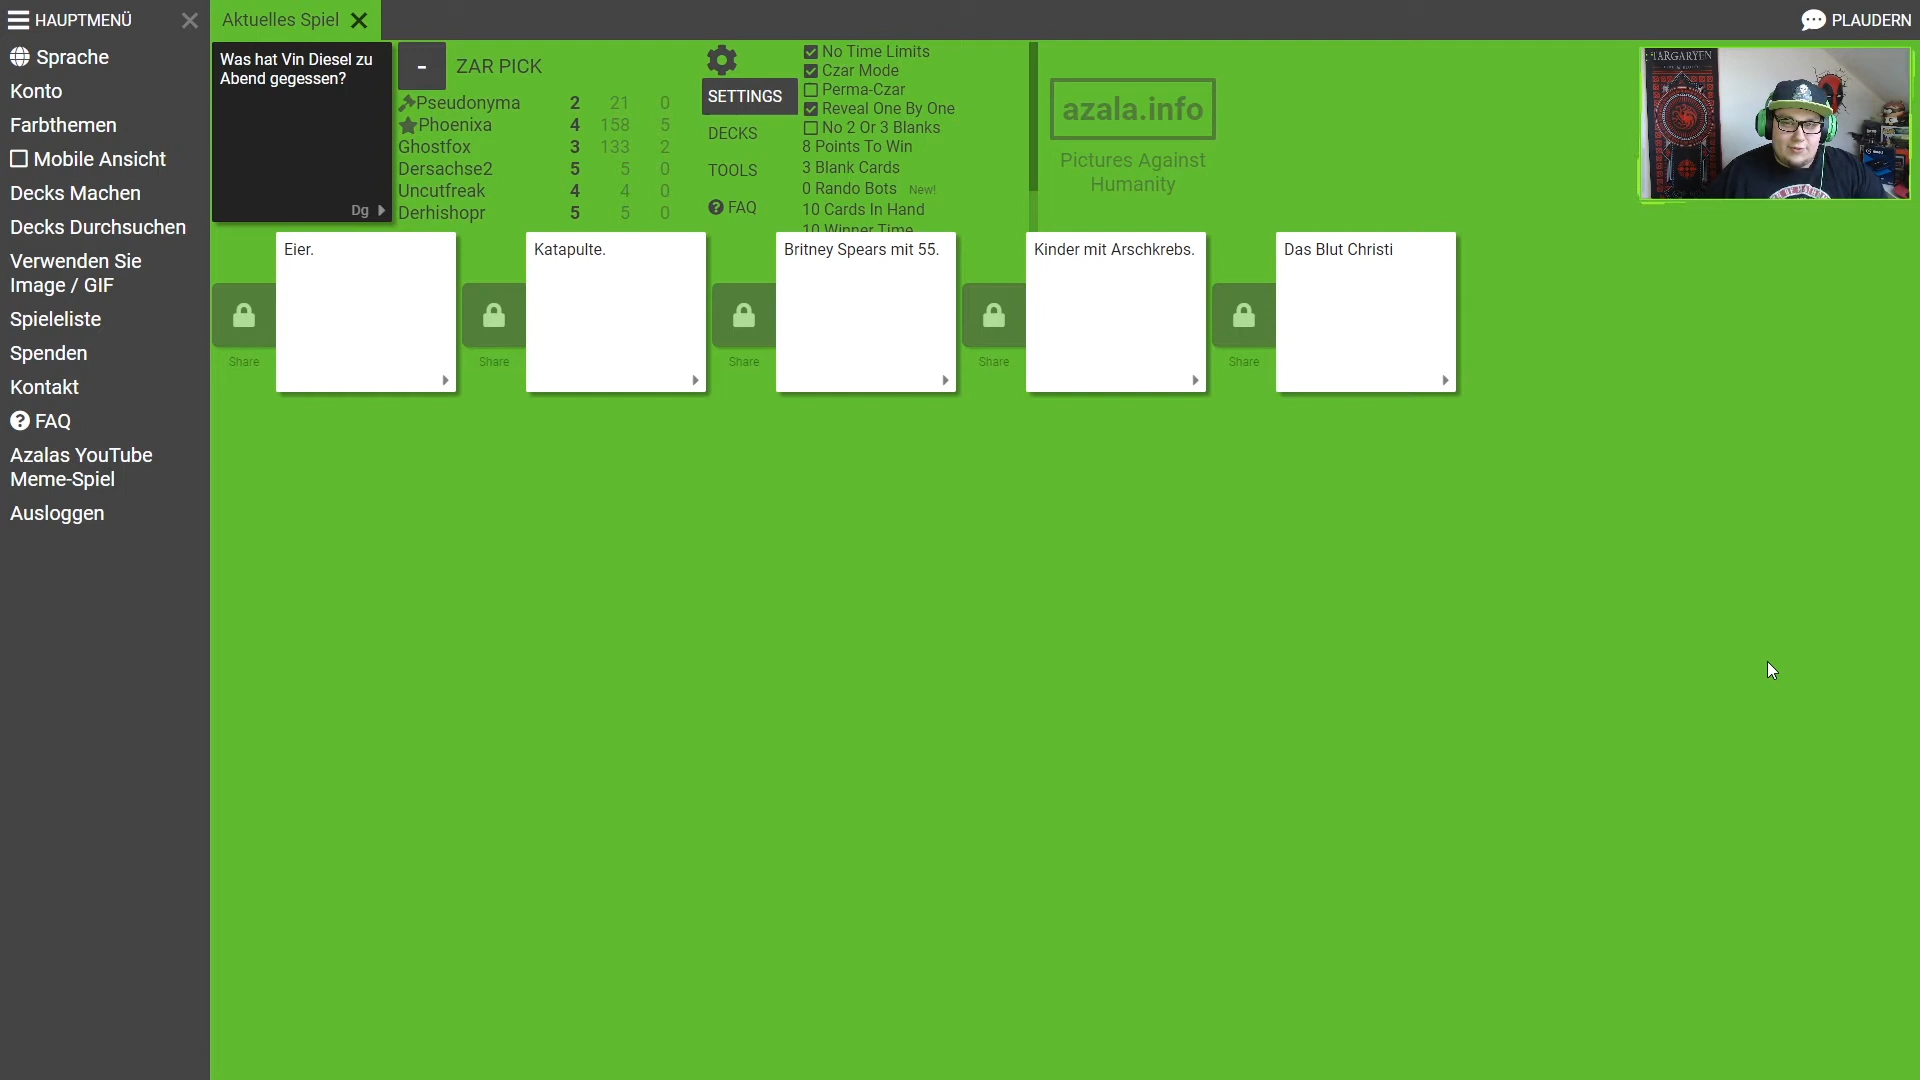 HAUPTMENÜ
Aktuelles Spiel
PLAUDERN
Sprache
Konto
Farbthemen
Mobile Ansicht
Decks Machen
Decks Durchsuchen
Verwenden Sie
Image / GIF
Spieleliste
Spenden
Kontakt
FAQ
Azalas YouTube
Meme-Spiel
Ausloggen
Was hat Vin Diesel zu
Abend gegessen?
Dg
-
ZAR PICK
Pseudonyma 2 21 0
Phoenixa 4 158 5
Ghostfox 3 133 2
Dersachse2 5 5 0
Uncutfreak 4 4 0
Derhishopr 5 5 0
SETTINGS
DECKS
TOOLS
FAQ
No Time Limits
Czar Mode
Perma-Czar
Reveal One By One
No 2 Or 3 Blanks
8 Points To Win
3 Blank Cards
0 Rando Bots New!
10 Cards In Hand
10 Winner Time
azala.info
Pictures Against
Humanity
TARGARYEN
Eier.
Share
Katapulte.
Share
Britney Spears mit 55.
Share
Kinder mit Arschkrebs.
Share
Das Blut Christi
Share